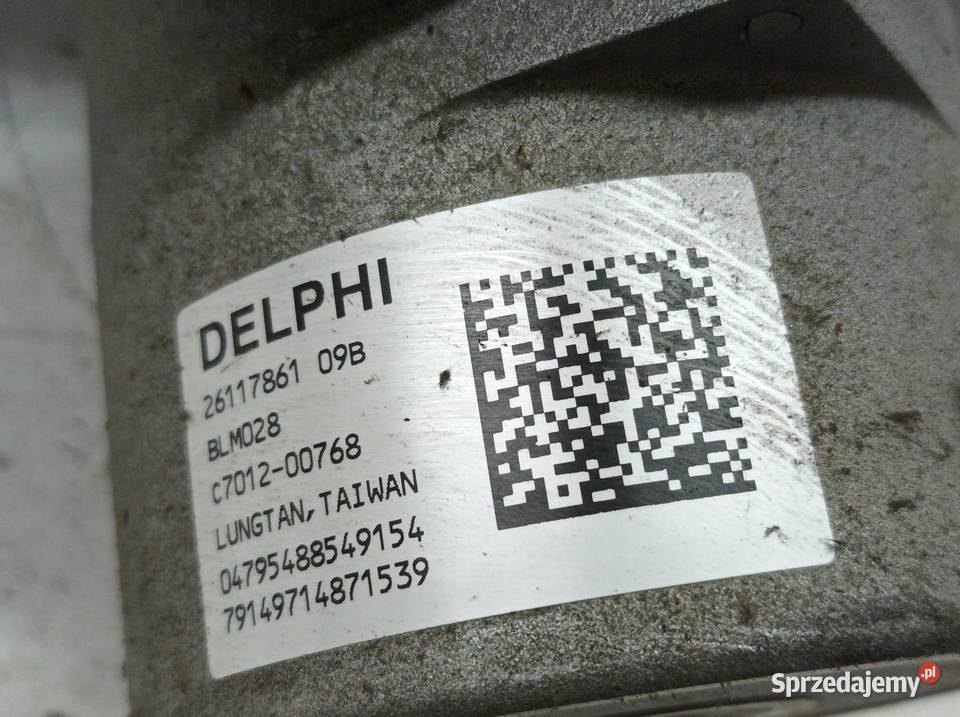 DELPHI
26117861 09B
BLM028
C7012-00768
LUNGTAN, TAIWAN
04795488549154
79149714871539
Sprzedajemy.pl